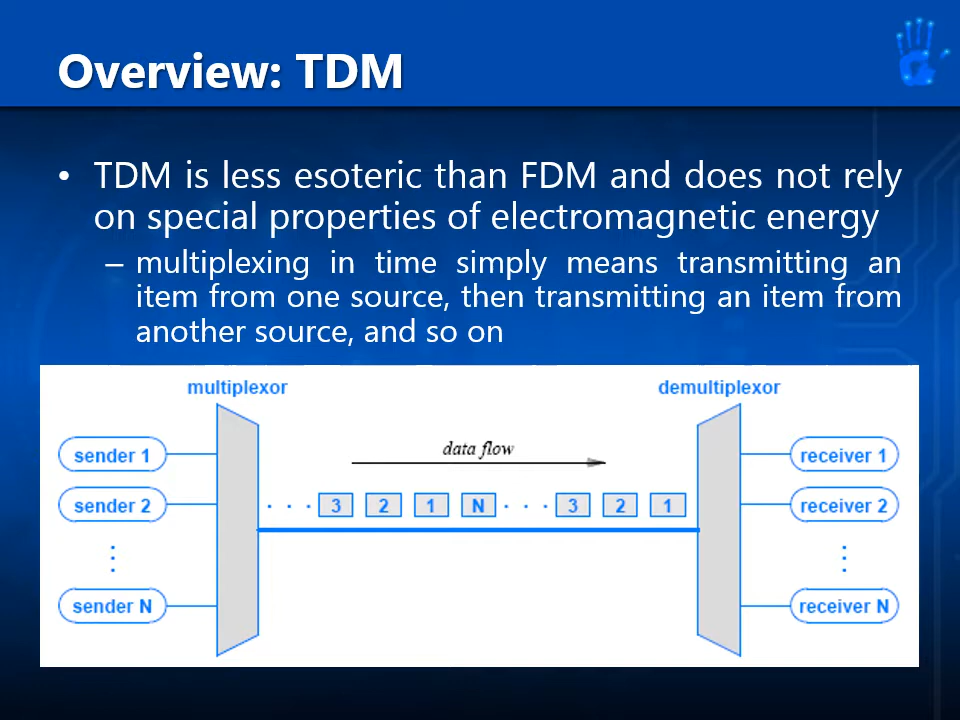 Overview: TDM
• TDM is less esoteric than FDM and does not rely
on special properties of electromagnetic energy
– multiplexing in time simply means transmitting an
item from one source, then transmitting an item from
another source, and so on
multiplexor
demultiplexor
data flow
sender 1
receiver 1
sender 2
. . . 3 2 1 N . . . 3 2 1
receiver 2
sender N
receiver N